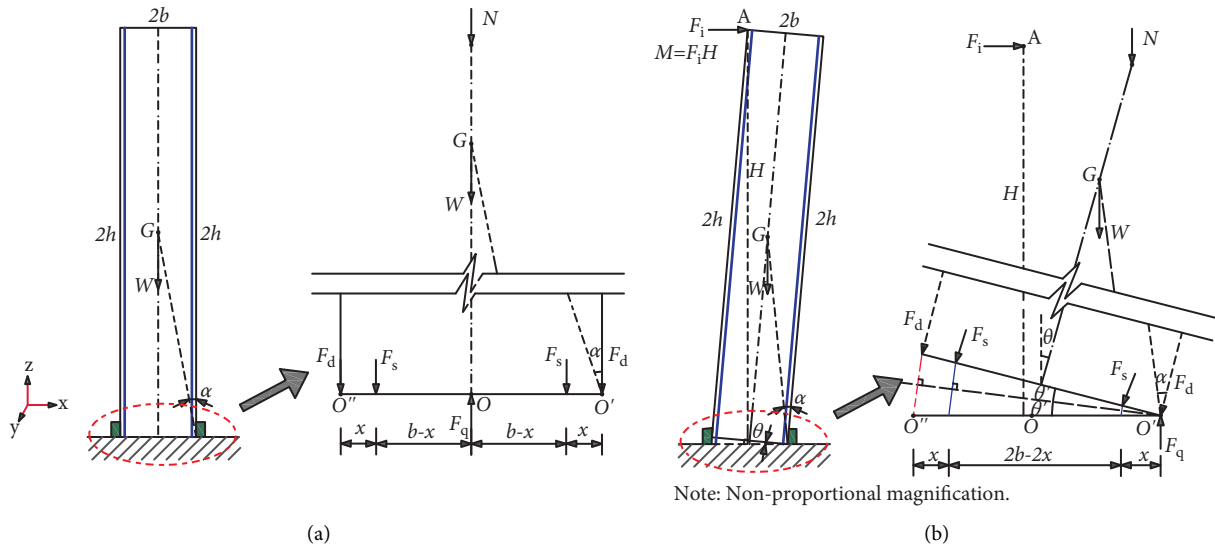 2b
N
G
W
2h
G
2h
W
α
z
x
y
F_d
F_s
F_s
α
F_d
O''
O
O'
F_q
x
b-x
b-x
x
(a)
F_i
A
2b
M=F_iH
H
2h
G
2h
W
α
θ
F_i
A
N
G
H
W
θ
F_d
F_s
F_s
α
F_d
θ'
θ'
O''
O
O'
F_q
x
2b-2x
x
Note: Non-proportional magnification.
(b)